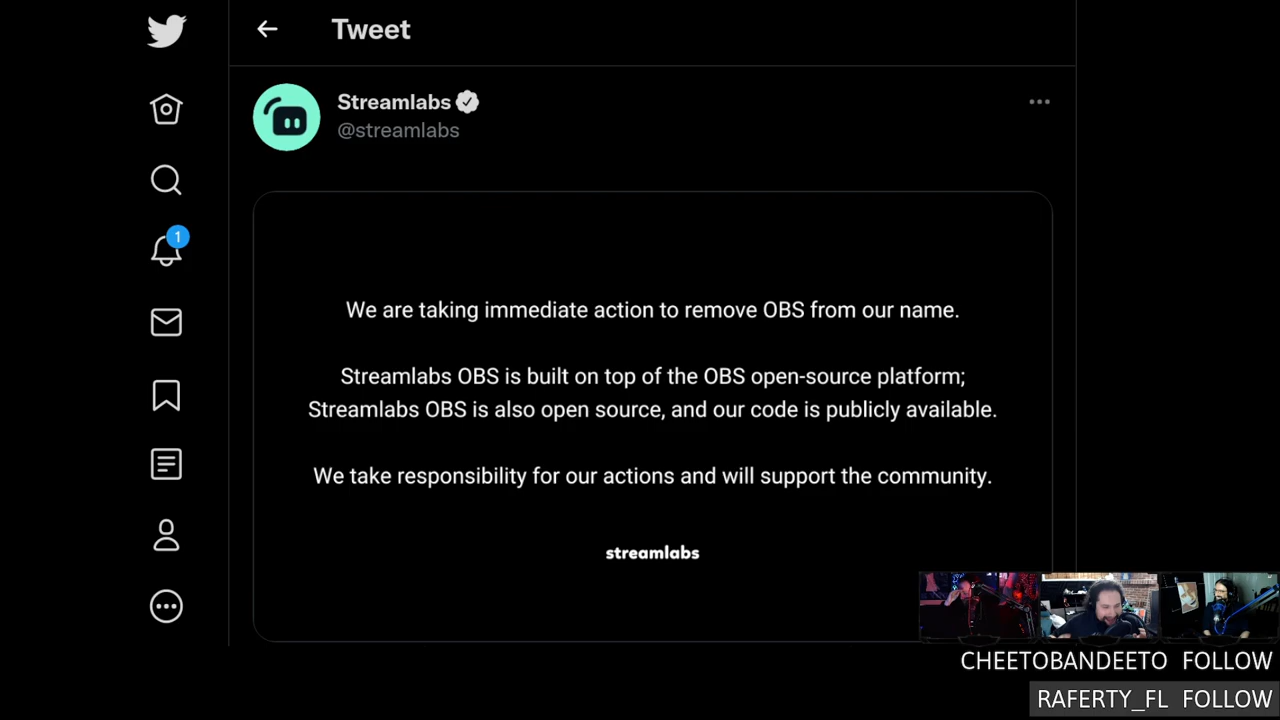 Tweet
Streamlabs
@streamlabs
1
We are taking immediate action to remove OBS from our name.
Streamlabs OBS is built on top of the OBS open-source platform;
Streamlabs OBS is also open source, and our code is publicly available.
We take responsibility for our actions and will support the community.
streamlabs
CHEETOBANDEETO FOLLOW
RAFERTY_FL FOLLOW